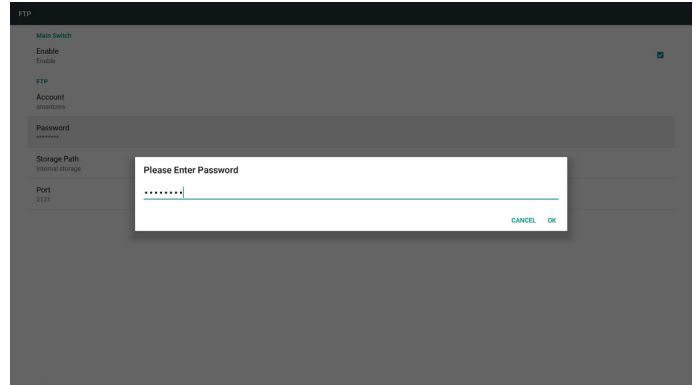 FTP
Main Switch
Enable
Enable
FTP
Account
smartcms
Password
********
Storage Path
Internal storage
Port
2121
Please Enter Password
••••••••
CANCEL OK